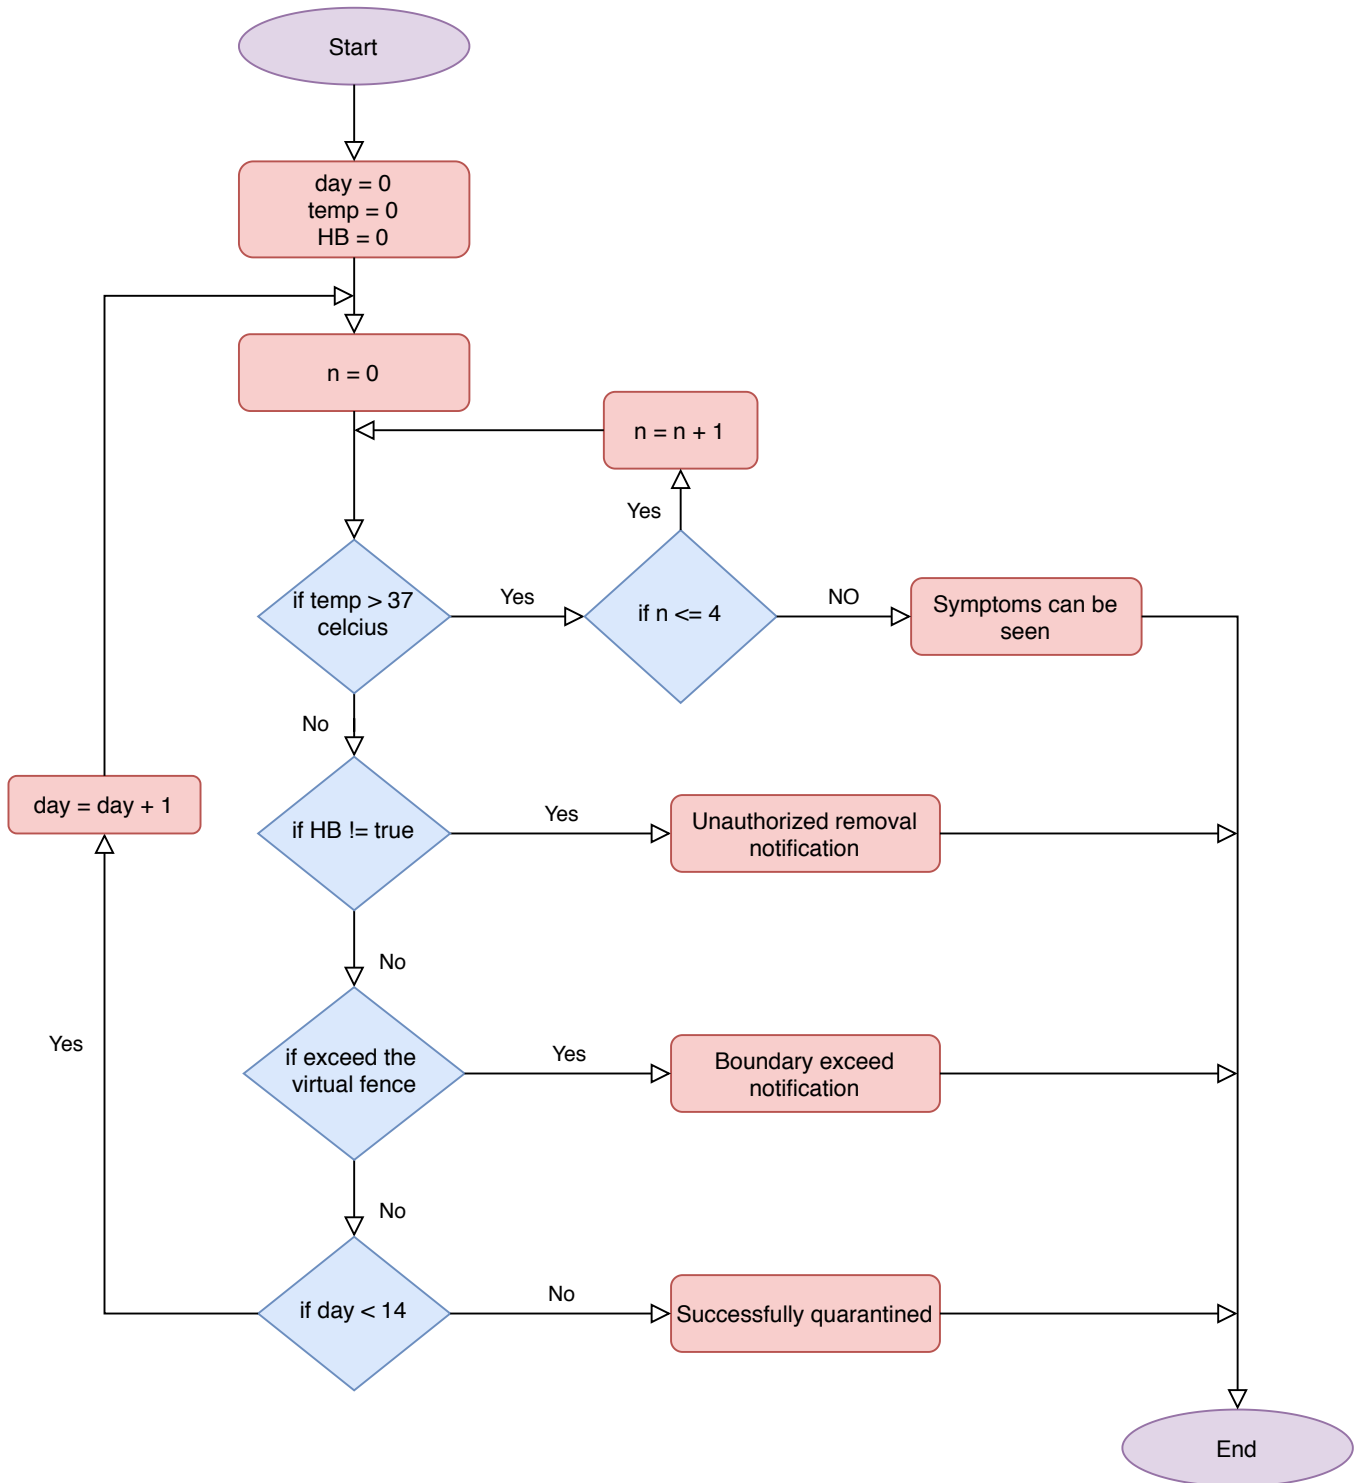 Start
day = 0
temp = 0
HB = 0
n = 0
n = n + 1
Yes
if temp > 37
celcius
Yes
if n <= 4
NO
Symptoms can be
seen
No
day = day + 1
if HB != true
Yes
Unauthorized removal
notification
No
Yes
if exceed the
virtual fence
Yes
Boundary exceed
notification
No
if day < 14
No
Successfully quarantined
End